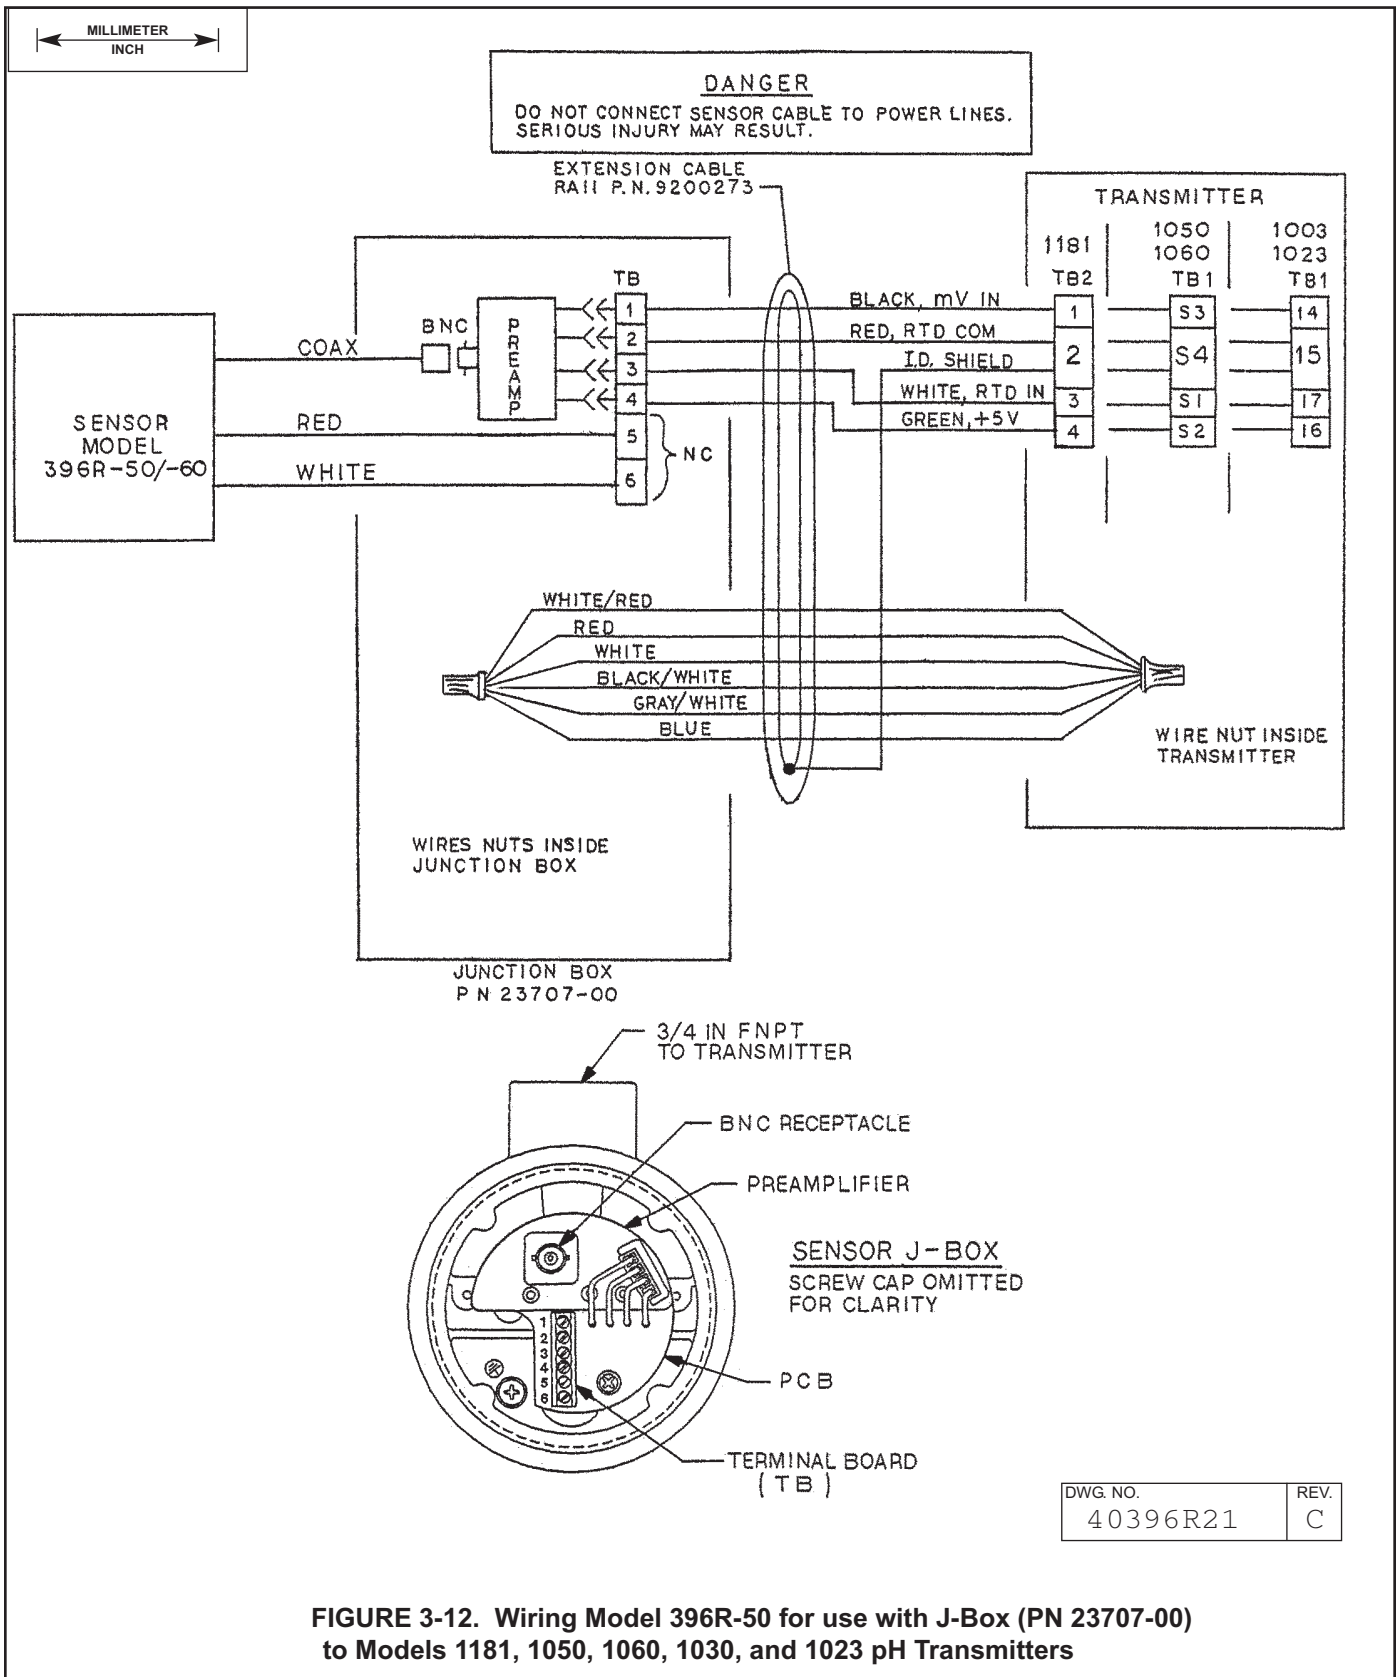 MILLIMETER
INCH
DANGER
DO NOT CONNECT SENSOR CABLE TO POWER LINES.
SERIOUS INJURY MAY RESULT.
EXTENSION CABLE
RAII P.N. 9200273
TRANSMITTER
1181
1050
1060
1003
1023
TB2
TB1
TB1
TB
SENSOR
MODEL
396R-50/-60
COAX
RED
WHITE
BNC
PREAMP
1
2
3
4
5
6
NC
BLACK, mV IN
RED, RTD COM
I.D. SHIELD
WHITE, RTD IN
GREEN, +5V
1
2
3
4
S3
S4
S1
S2
14
15
17
16
WHITE/RED
RED
WHITE
BLACK/WHITE
GRAY/WHITE
BLUE
WIRE NUT INSIDE
TRANSMITTER
WIRES NUTS INSIDE
JUNCTION BOX
JUNCTION BOX
P N 23707-00
3/4 IN FNPT
TO TRANSMITTER
BNC RECEPTACLE
PREAMPLIFIER
SENSOR J-BOX
SCREW CAP OMITTED
FOR CLARITY
1
2
3
4
5
6
PCB
TERMINAL BOARD
(TB)
DWG. NO.
40396R21
REV.
C
FIGURE 3-12. Wiring Model 396R-50 for use with J-Box (PN 23707-00)
to Models 1181, 1050, 1060, 1030, and 1023 pH Transmitters